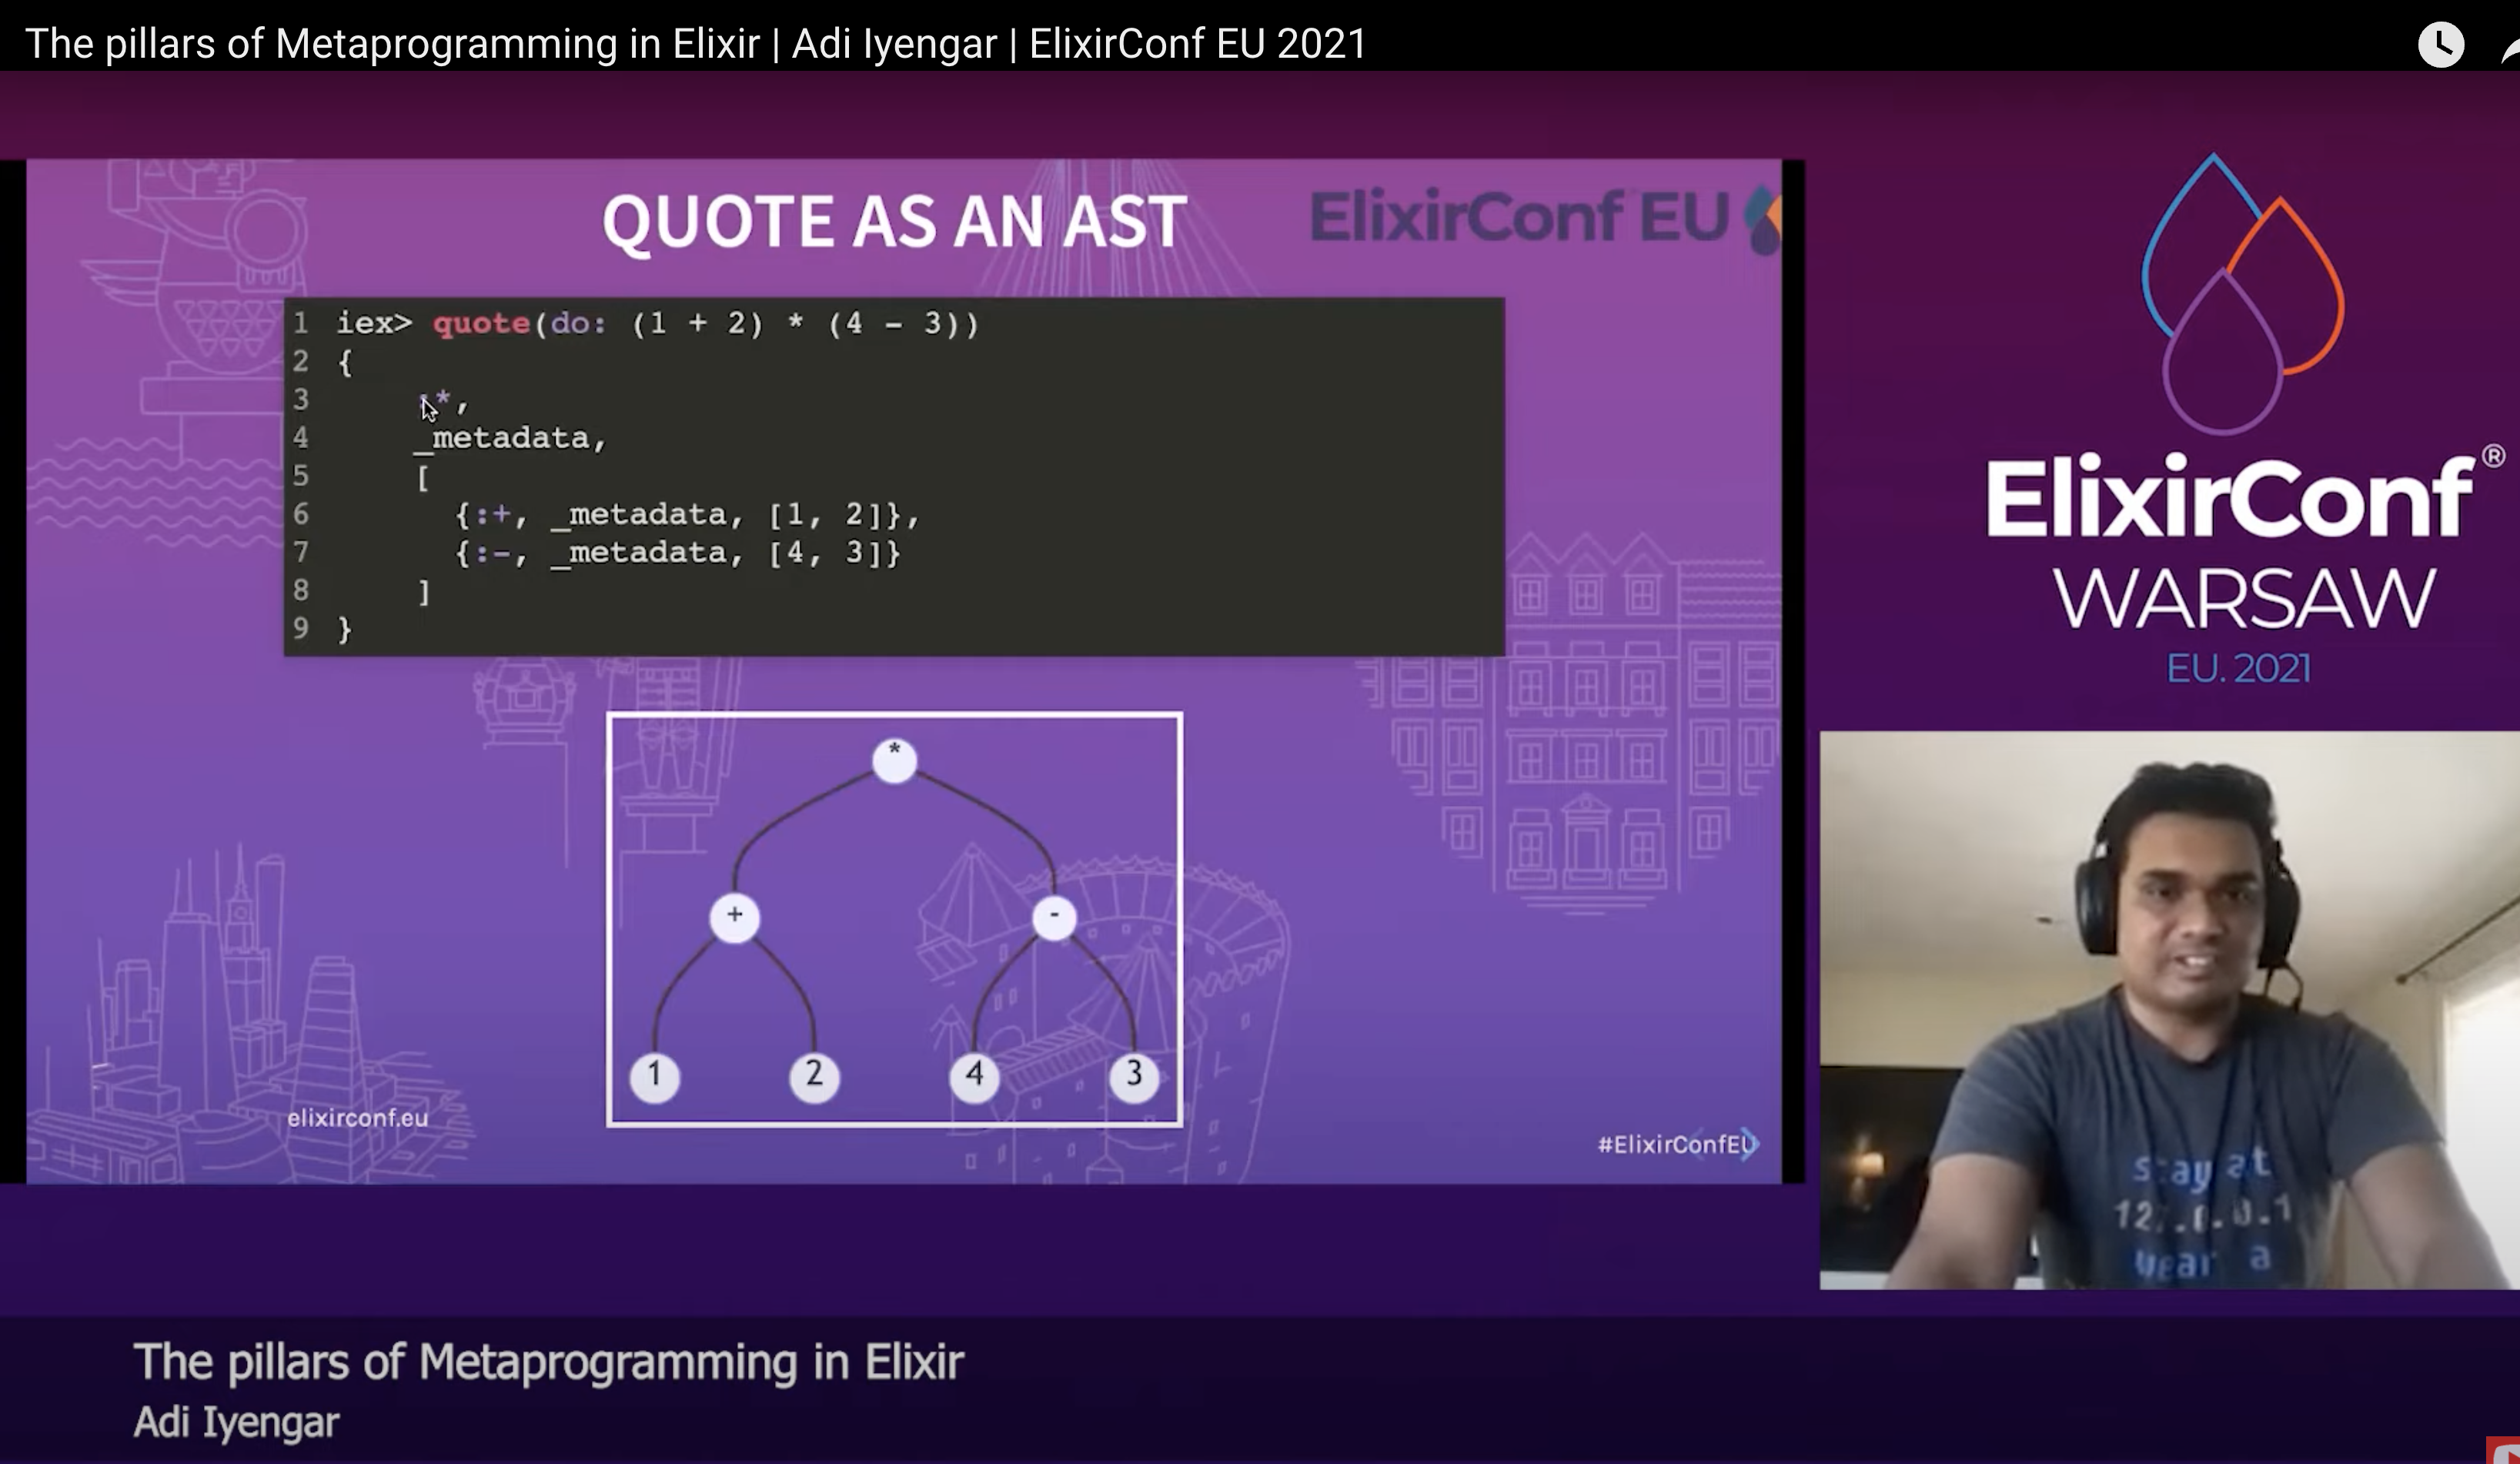 The pillars of Metaprogramming in Elixir | Adi Iyengar | ElixirConf EU 2021
QUOTE AS AN AST
ElixirConf EU
1 iex> quote(do: (1 + 2) * (4 - 3))
2 {
3 :*,
4 _metadata,
5 [
6 {:+, _metadata, [1, 2]},
7 {:-, _metadata, [4, 3]}
8 ]
9 }
*
+ -
1 2 4 3
elixirconf.eu
#ElixirConfEU
ElixirConf®
WARSAW
EU. 2021
stay at
127.0.0.1
wear a
The pillars of Metaprogramming in Elixir
Adi Iyengar